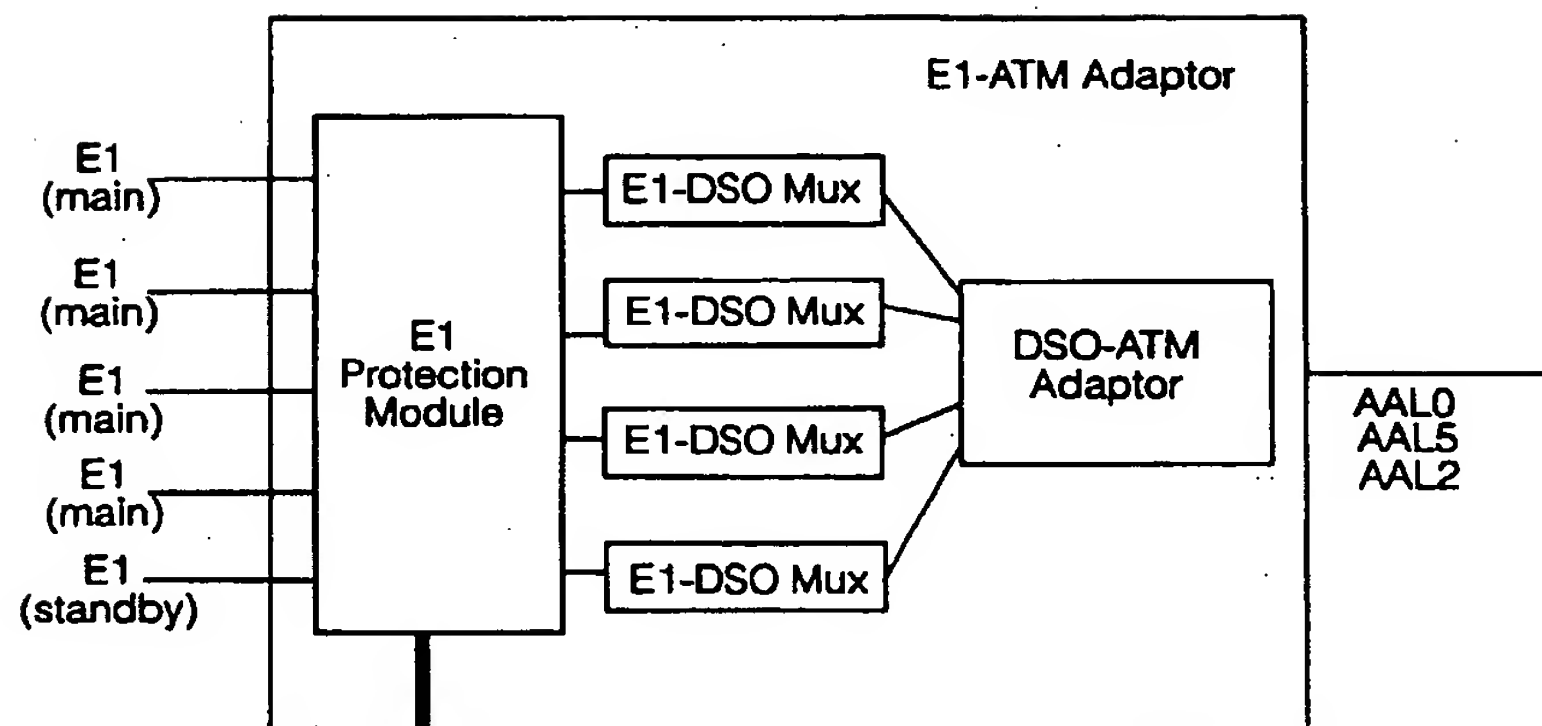 E1-ATM Adaptor
E1
(main)
E1
(main)
E1
(main)
E1
(main)
E1
(standby)
E1
Protection
Module
E1-DSO Mux
E1-DSO Mux
E1-DSO Mux
E1-DSO Mux
DSO-ATM
Adaptor
AAL0
AAL5
AAL2